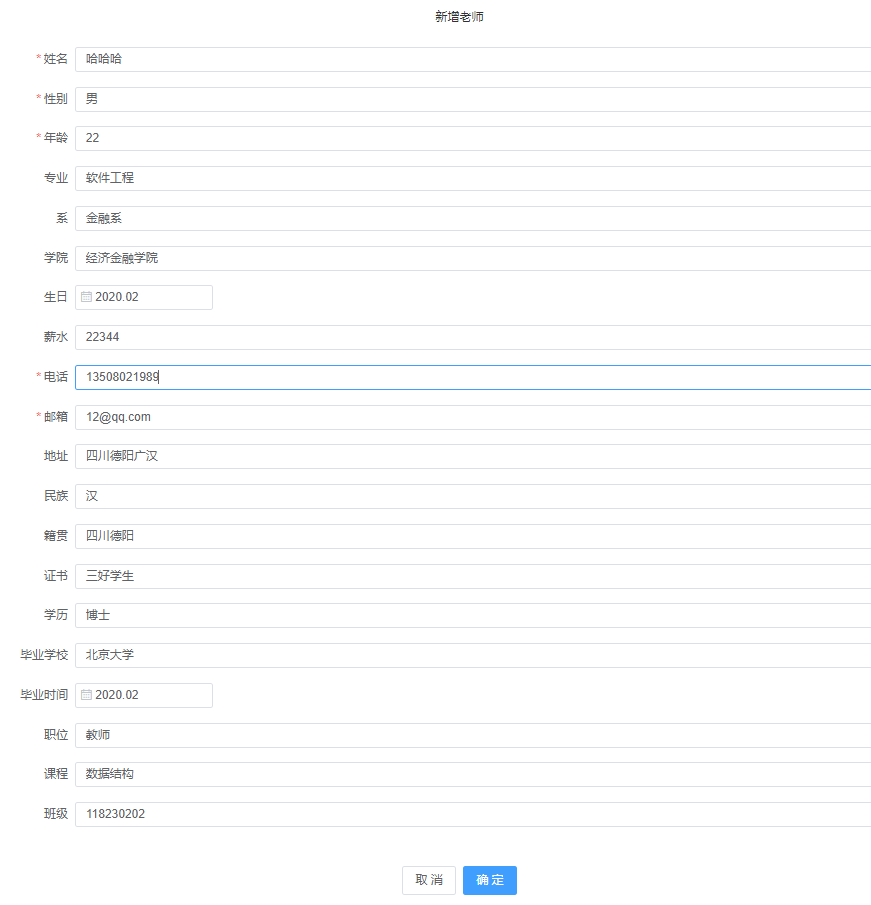 新增老师
* 姓名 哈哈哈
* 性别 男
* 年龄 22
专业 软件工程
系 金融系
学院 经济金融学院
生日 2020.02
薪水 22344
* 电话 13508021989
* 邮箱 12@qq.com
地址 四川德阳广汉
民族 汉
籍贯 四川德阳
证书 三好学生
学历 博士
毕业学校 北京大学
毕业时间 2020.02
职位 教师
课程 数据结构
班级 118230202
取 消 确 定